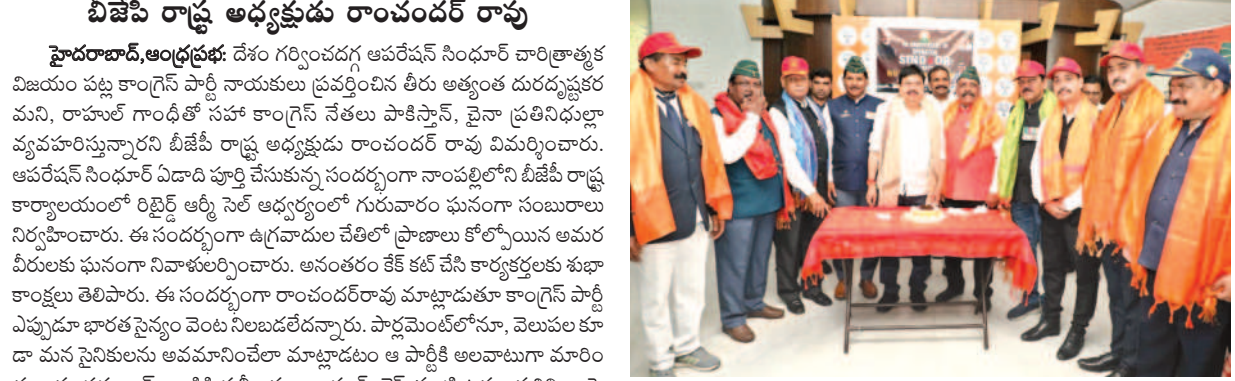 బీజేపీ రాష్ట్ర అధ్యక్షుడు రాంచందర్ రావు
హైదరాబాద్,ఆంధ్రప్రభ: దేశం గర్వించదగ్గ ఆపరేషన్ సింధూర్ చారిత్రాత్మక
విజయం పట్ల కాంగ్రెస్ పార్టీ నాయకులు ప్రవర్తించిన తీరు అత్యంత దురదృష్టకర
మని, రాహుల్ గాంధీతో సహా కాంగ్రెస్ నేతలు పాకిస్తాన్, చైనా ప్రతినిధుల్లా
వ్యవహరిస్తున్నారని బీజేపీ రాష్ట్ర అధ్యక్షుడు రాంచందర్ రావు విమర్శించారు.
ఆపరేషన్ సింధూర్ ఏడాది పూర్తి చేసుకున్న సందర్భంగా నాంపల్లిలోని బీజేపీ రాష్ట్ర
కార్యాలయంలో రిటైర్డ్ ఆర్మీ సెల్ ఆధ్వర్యంలో గురువారం ఘనంగా సంబురాలు
నిర్వహించారు. ఈ సందర్భంగా ఉగ్రవాదుల చేతిలో ప్రాణాలు కోల్పోయిన అమర
వీరులకు ఘనంగా నివాళులర్పించారు. అనంతరం కేక్ కట్ చేసి కార్యకర్తలకు శుభా
కాంక్షలు తెలిపారు. ఈ సందర్భంగా రాంచందర్‌రావు మాట్లాడుతూ కాంగ్రెస్ పార్టీ
ఎప్పుడూ భారత సైన్యం వెంట నిలబడలేదన్నారు. పార్లమెంట్‌లోనూ, వెలుపల కూ
డా మన సైనికులను అవమానించేలా మాట్లాడటం ఆ పార్టీకి అలవాటుగా మారిం